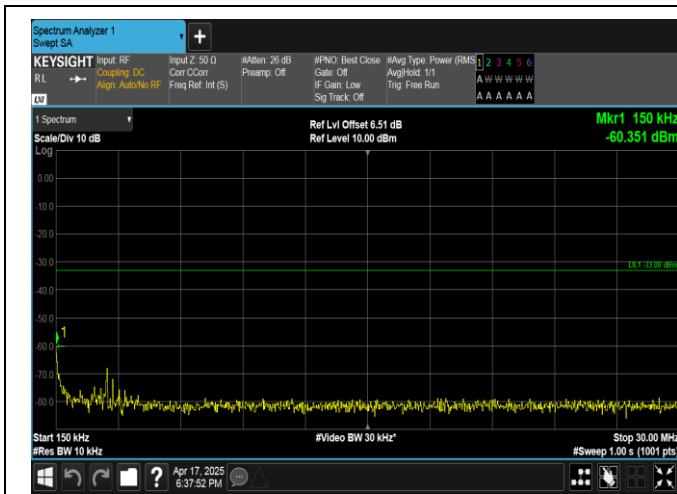 Spectrum Analyzer 1
Swept SA
+
KEYSIGHT
RL
LXI
Input: RF
Coupling: DC
Align: Auto/No RF
Input Z: 50 Ω
Corr CCorr
Freq Ref: Int (S)
#Atten: 26 dB
Preamp: Off
#PNO: Best Close
Gate: Off
IF Gain: Low
Sig Track: Off
#Avg Type: Power (RMS
Avg|Hold: 1/1
Trig: Free Run
1 2 3 4 5 6
A W W W W W
A A A A A A
1 Spectrum
Scale/Div 10 dB
Ref Lvl Offset 6.51 dB
Ref Level 10.00 dBm
Mkr1 150 kHz
-60.351 dBm
Log
0.00
-10.0
-20.0
-30.0
DL1 -33.00 dBm
-40.0
-50.0
1
-60.0
-70.0
-80.0
Start 150 kHz
#Res BW 10 kHz
#Video BW 30 kHz*
Stop 30.00 MHz
#Sweep 1.00 s (1001 pts)
?
Apr 17, 2025
6:37:52 PM